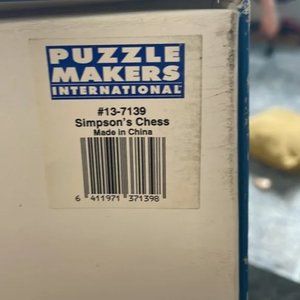 PUZZLE
MAKERS
INTERNATIONAL®
#13-7139
Simpson's Chess
Made in China
6 411971 371398